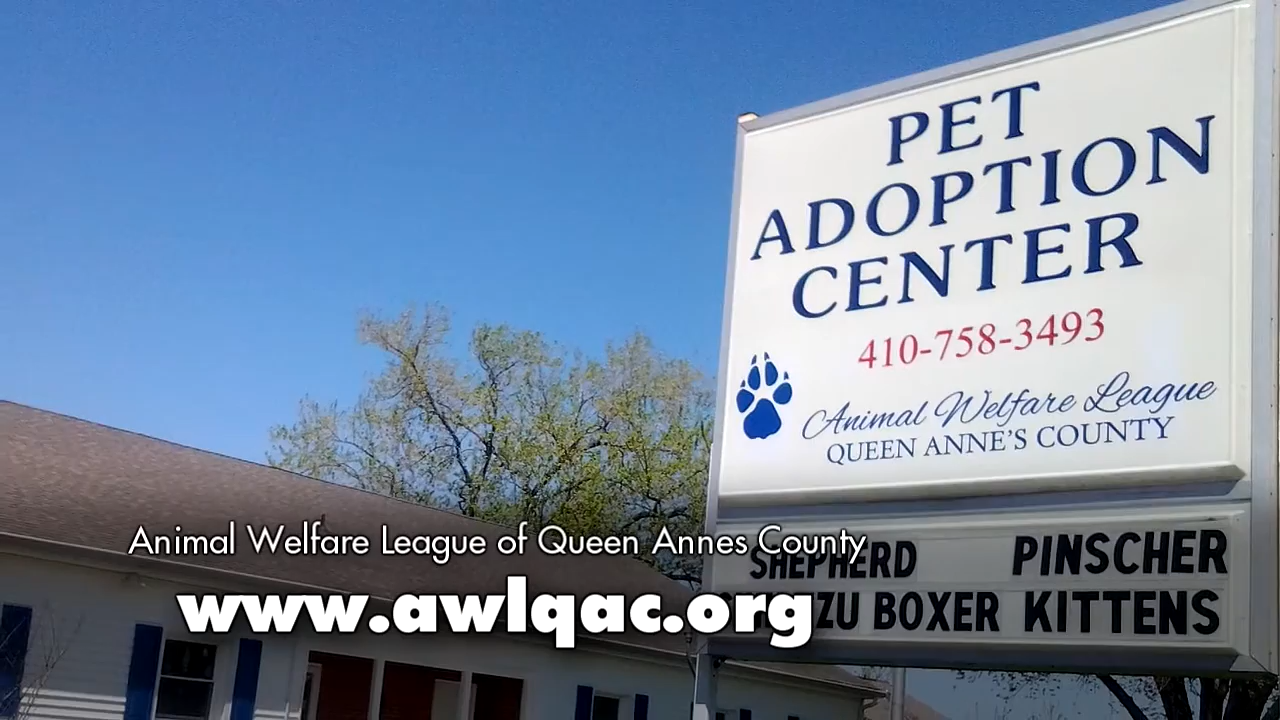 PET
ADOPTION
CENTER
410-758-3493
Animal Welfare League
QUEEN ANNE'S COUNTY
SHEPHERD PINSCHER
ZU BOXER KITTENS
Animal Welfare League of Queen Annes County
www.awlqac.org